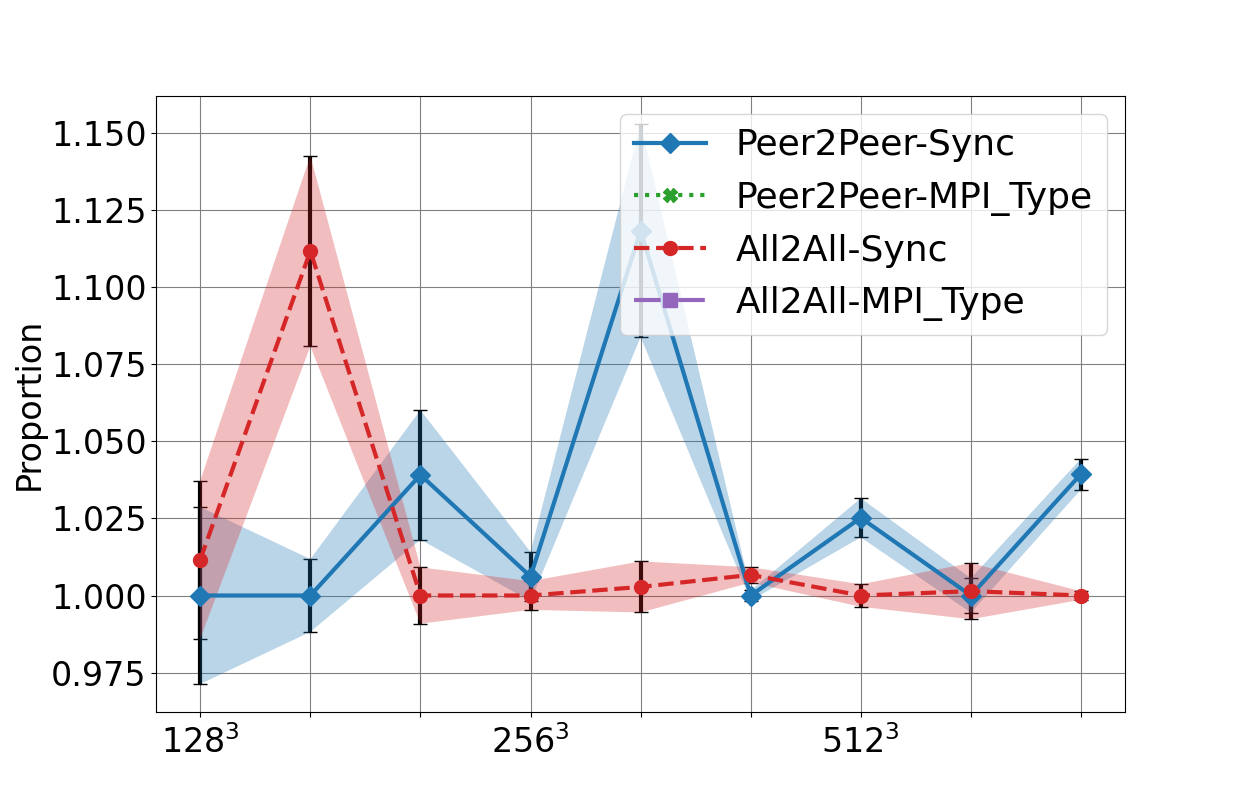 Proportion
1.150
1.125
1.100
1.075
1.050
1.025
1.000
0.975
Peer2Peer-Sync
Peer2Peer-MPI_Type
All2All-Sync
All2All-MPI_Type
128³ 256³ 512³